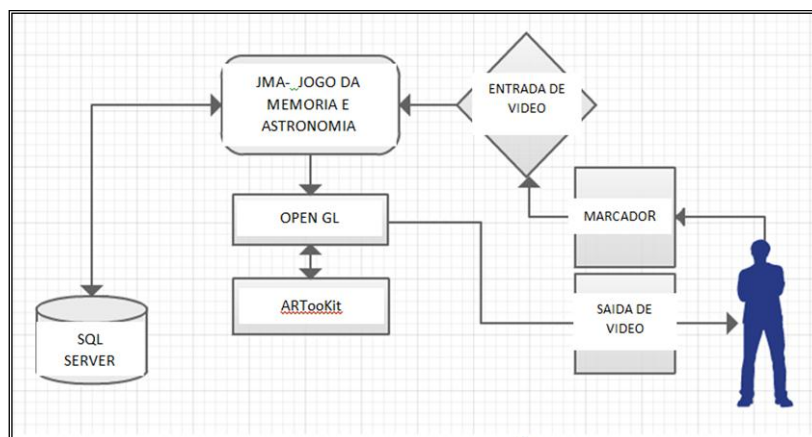 JMA- JOGO DA
MEMORIA E
ASTRONOMIA
ENTRADA DE
VIDEO
OPEN GL
MARCADOR
ARTooKit
SAIDA DE
VIDEO
SQL
SERVER